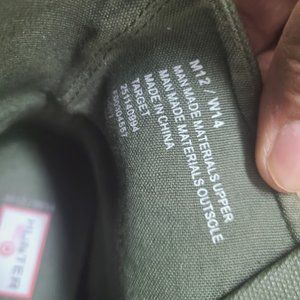 M12 / W14
MAN MADE MATERIALS UPPER
MAN MADE MATERIALS OUTSOLE
MADE IN CHINA
TARGET
HUNTER